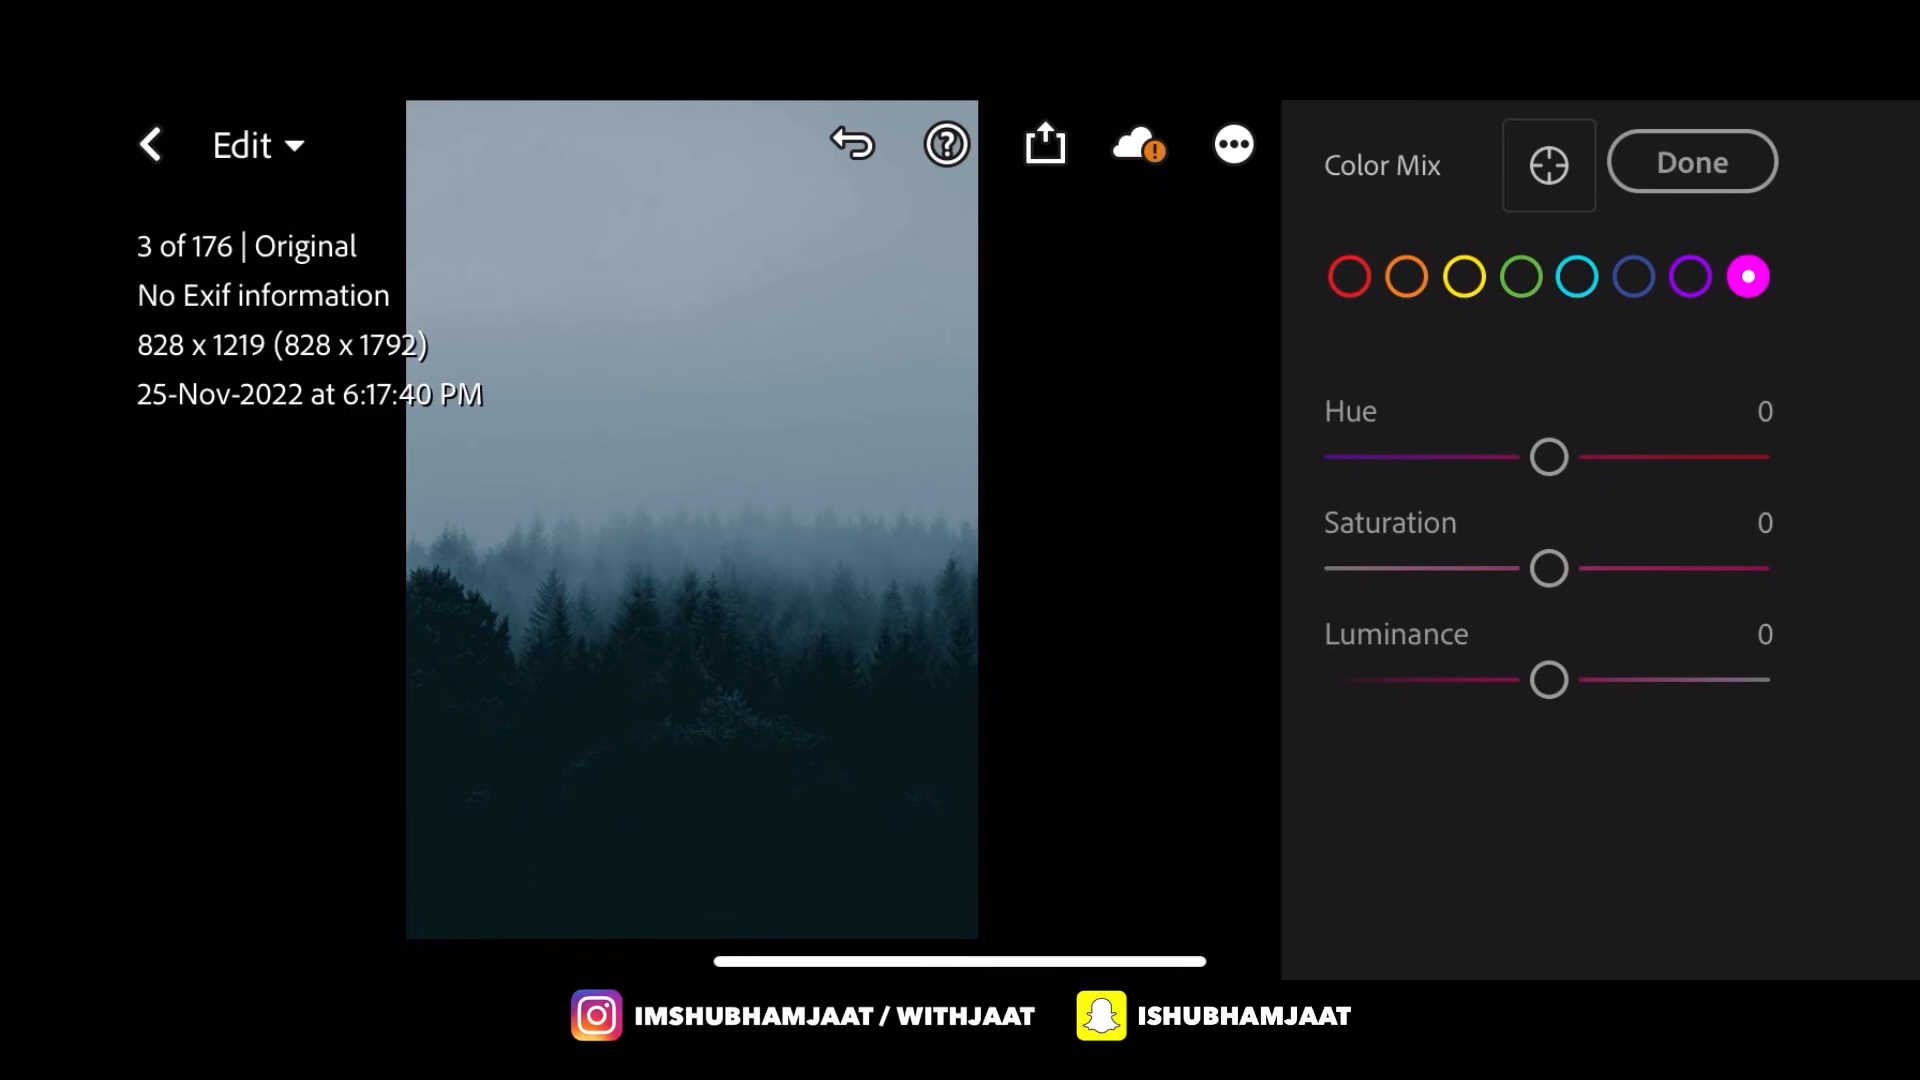 Edit
3 of 176 | Original
No Exif information
828 x 1219 (828 x 1792)
25-Nov-2022 at 6:17:40 PM
Color Mix
Done
Hue 0
Saturation 0
Luminance 0
IMSHUBHAMJAAT / WITHJAAT
ISHUBHAMJAAT